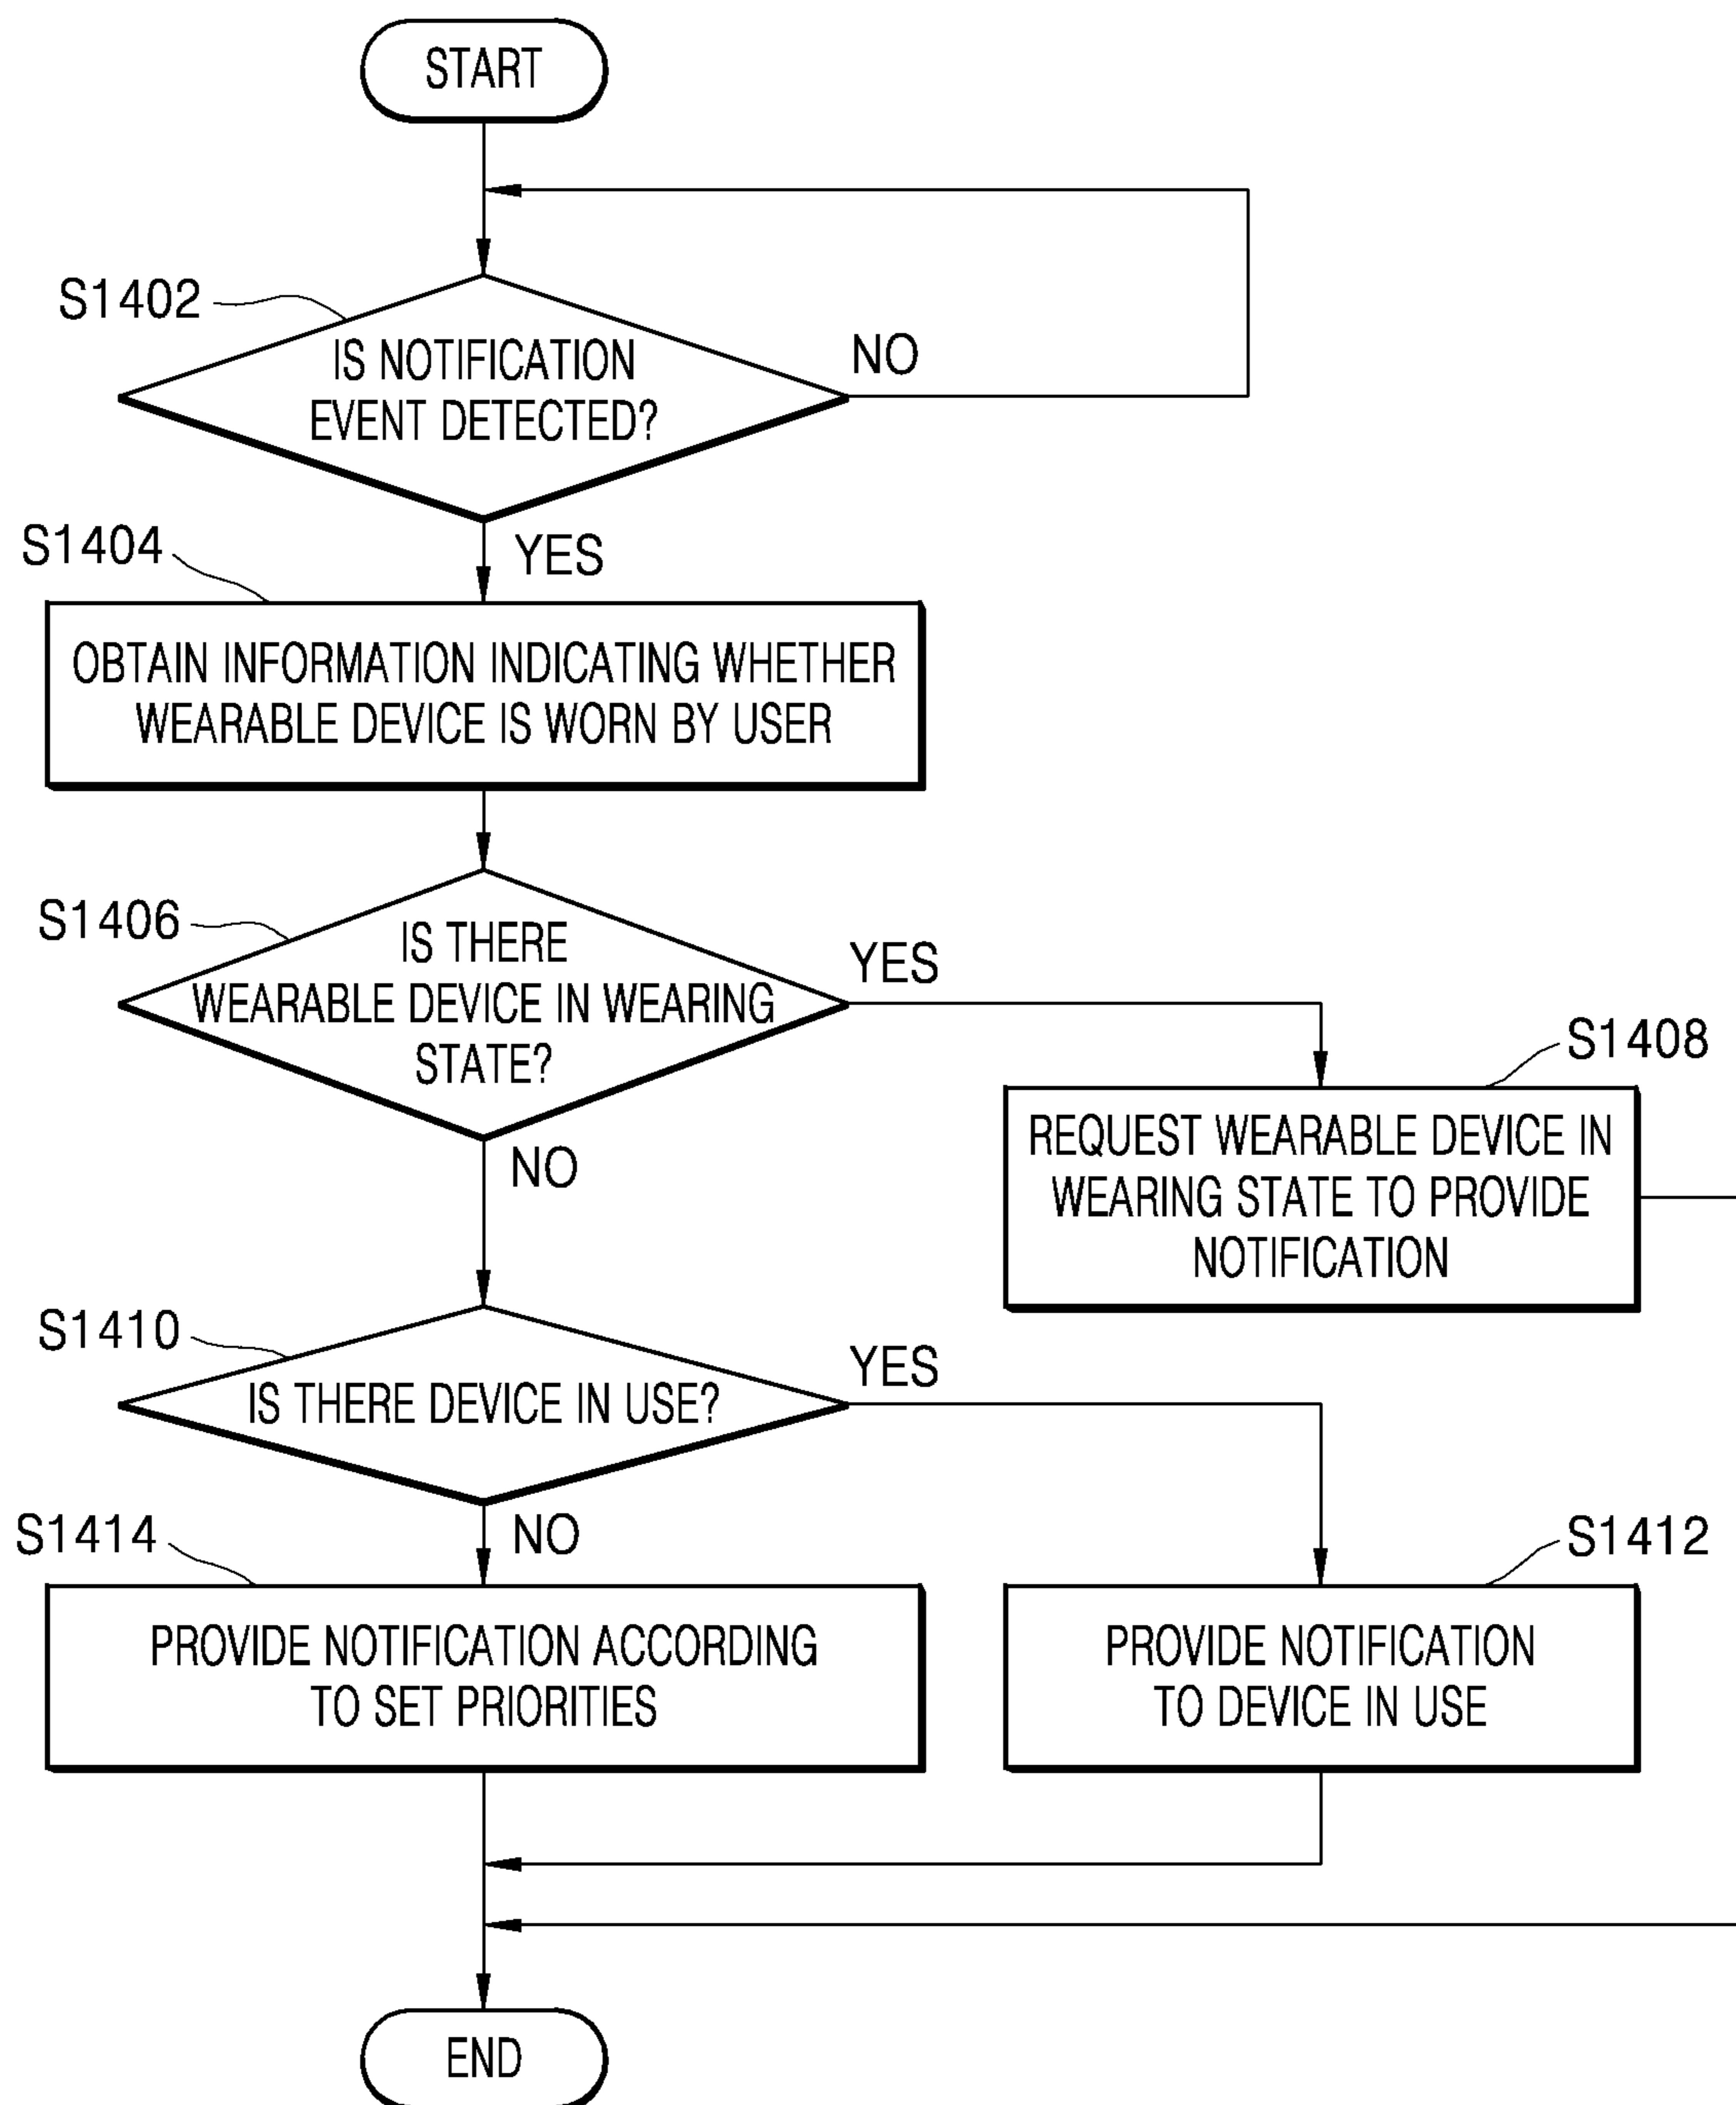 START
S1402
IS NOTIFICATION
EVENT DETECTED?
NO
YES
S1404
OBTAIN INFORMATION INDICATING WHETHER
WEARABLE DEVICE IS WORN BY USER
S1406
IS THERE
WEARABLE DEVICE IN WEARING
STATE?
YES
NO
S1408
REQUEST WEARABLE DEVICE IN
WEARING STATE TO PROVIDE
NOTIFICATION
S1410
IS THERE DEVICE IN USE?
YES
NO
S1414
PROVIDE NOTIFICATION ACCORDING
TO SET PRIORITIES
S1412
PROVIDE NOTIFICATION
TO DEVICE IN USE
END